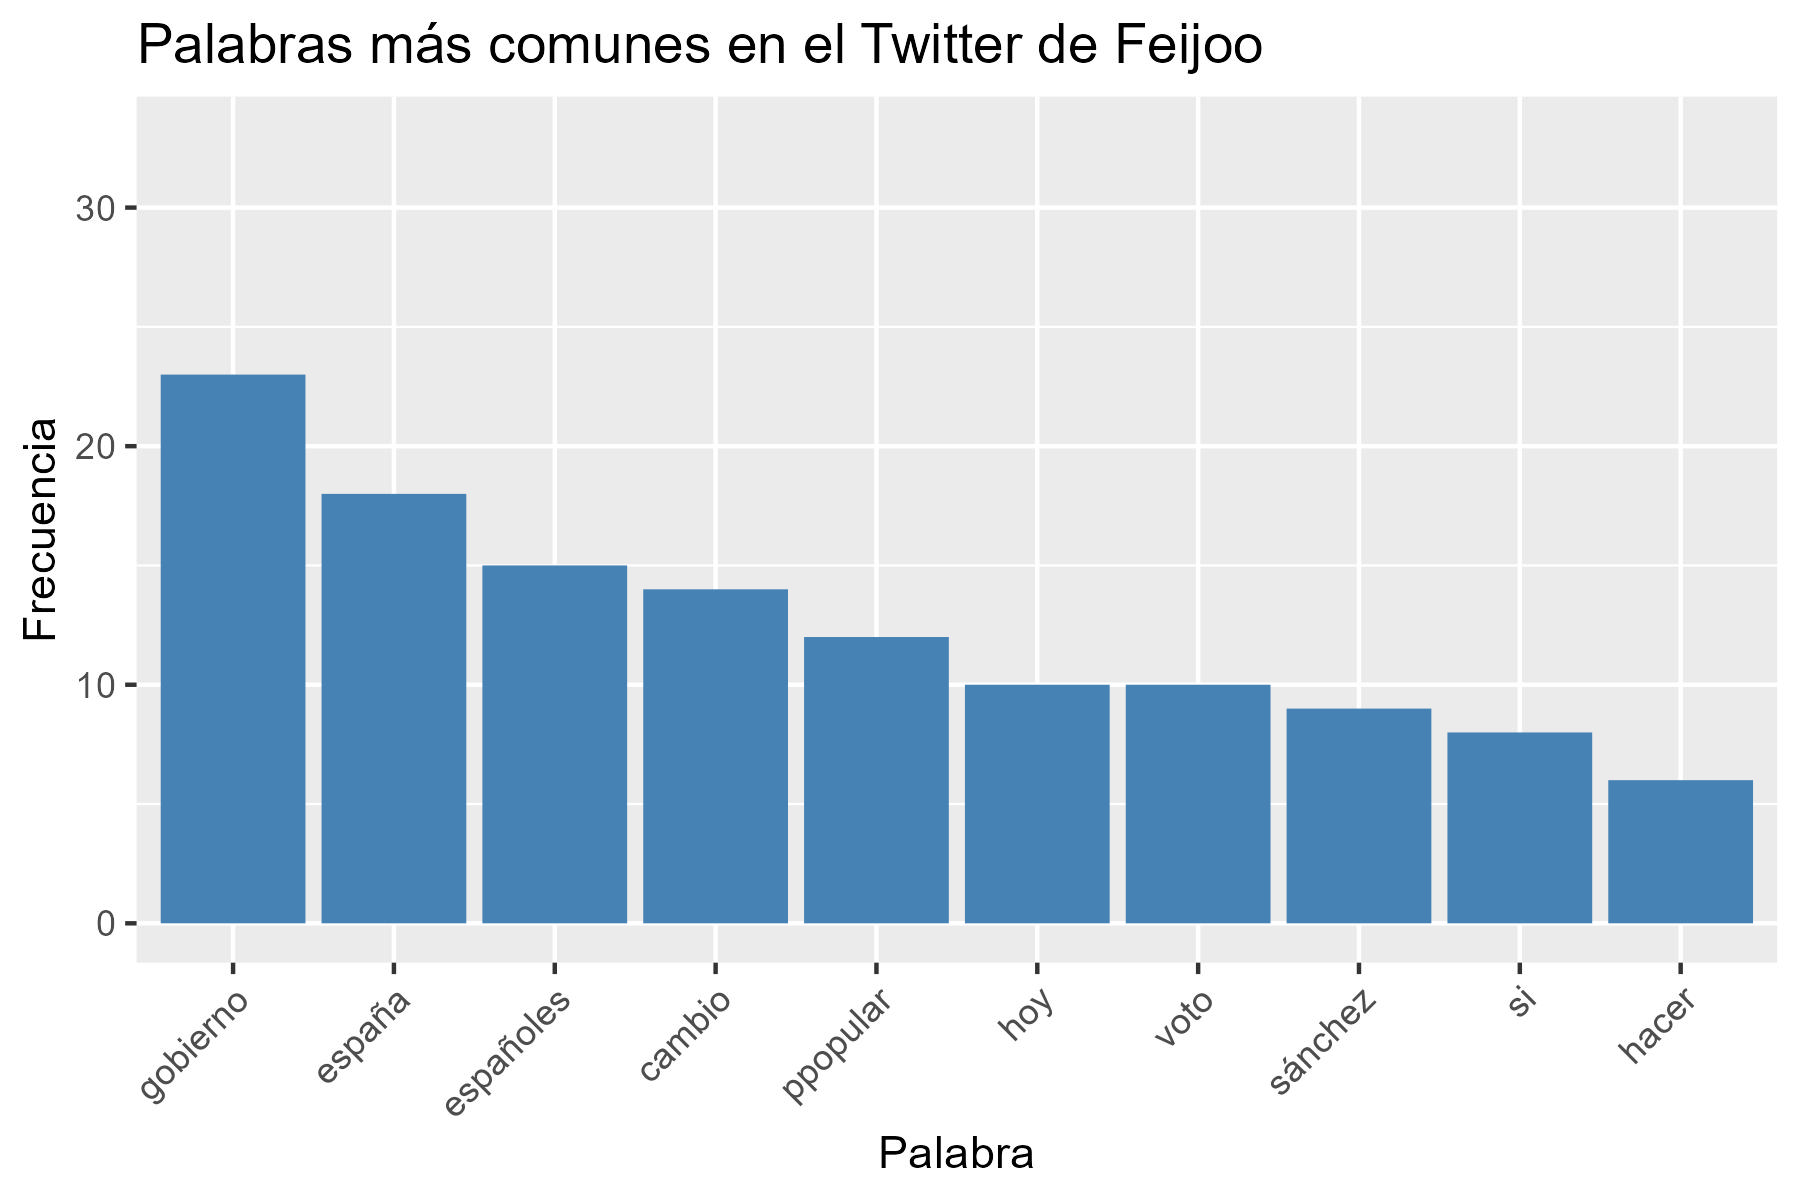 Palabras más comunes en el Twitter de Feijoo
Frecuencia
30
20
10
0
gobierno
españa
españoles
cambio
ppopular
hoy
voto
sánchez
si
hacer
Palabra